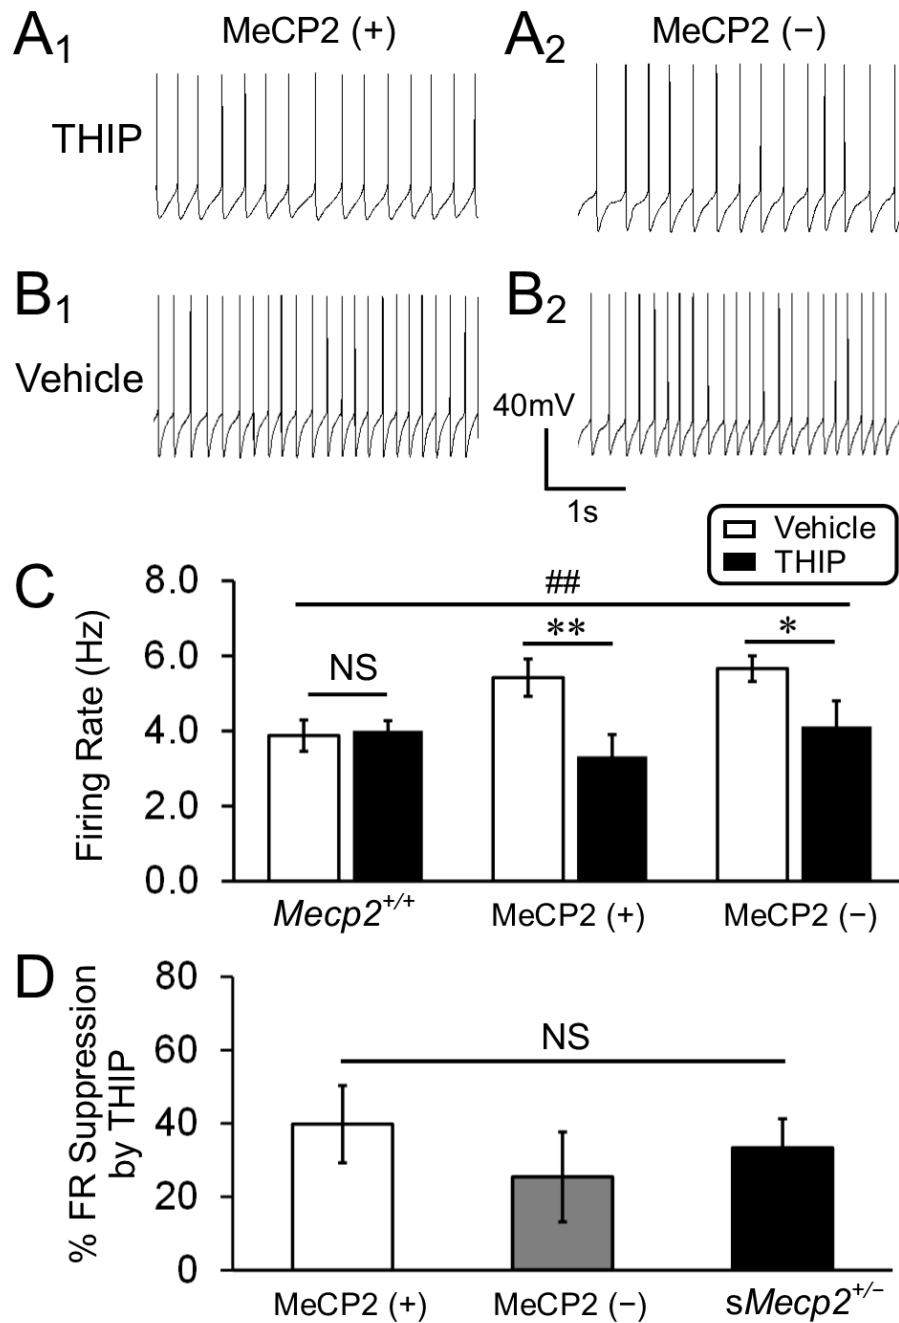 A1
MeCP2 (+)
A2
MeCP2 (−)
THIP
B1
B2
Vehicle
40mV
1s
Vehicle
THIP
C
Firing Rate (Hz)
8.0
6.0
4.0
2.0
0.0
NS
**
*
##
Mecp2+/+
MeCP2 (+)
MeCP2 (−)
D
% FR Suppression
by THIP
80
60
40
20
0
NS
MeCP2 (+)
MeCP2 (−)
sMecp2+/−